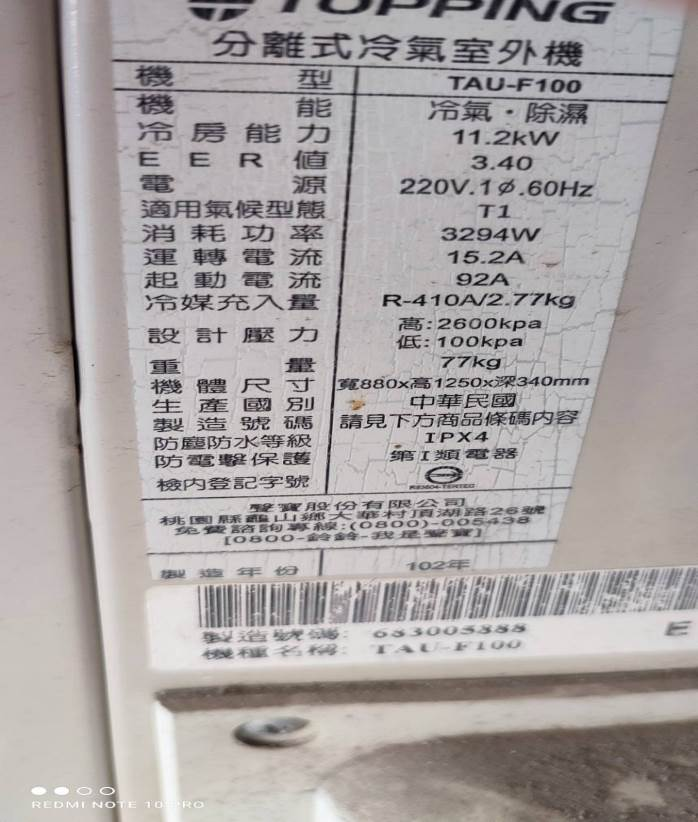 TOPPING
分離式冷氣室外機
機型 TAU-F100
機能 冷氣·除濕
冷房能力 11.2kW
EER值 3.40
電源 220V.1ø.60Hz
適用氣候型態 T1
消耗功率 3294W
運轉電流 15.2A
起動電流 92A
冷媒充入量 R-410A/2.77kg
設計壓力 高:2600kpa
低:100kpa
重量 77kg
機體尺寸 寬880x高1250x深340mm
生產國別 中華民國
製造號碼 請見下方商品條碼内容
防塵防水等級 IPX4
防電擊保護 第I類電器
檢内登記字號
聲寶股份有限公司
桃園縣龜山鄉大華村頂湖路26號
免費諮詢專線:(0800)-005438
[0800-鈴鈴-我是聲寶]
製造年份 102年
製造號碼: 683005888
E
機種名稱: TAU-F100
REDMI NOTE 10 PRO